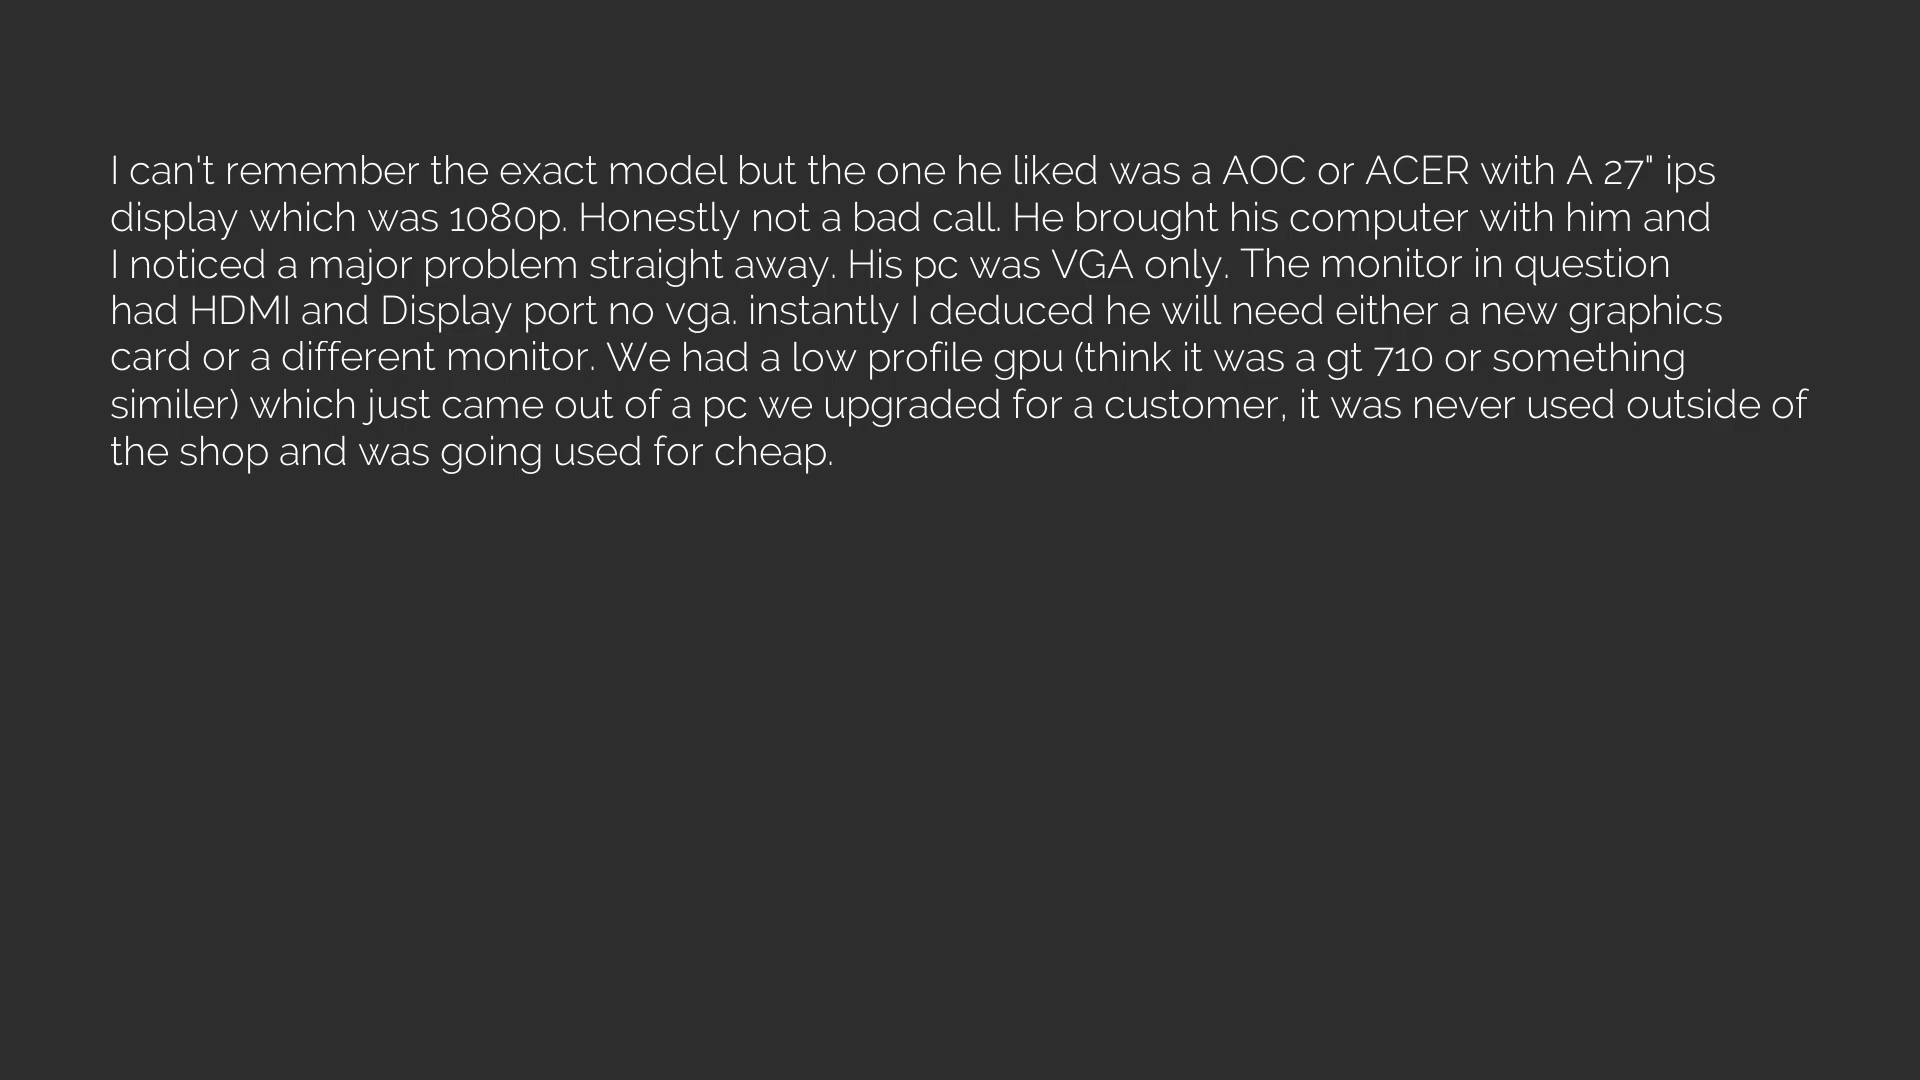 I can't remember the exact model but the one he liked was a AOC or ACER with A 27" ips
display which was 1080p. Honestly not a bad call. He brought his computer with him and
I noticed a major problem straight away. His pc was VGA only. The monitor in question
had HDMI and Display port no vga. instantly I deduced he will need either a new graphics
card or a different monitor. We had a low profile gpu (think it was a gt 710 or something
similer) which just came out of a pc we upgraded for a customer, it was never used outside of
the shop and was going used for cheap.